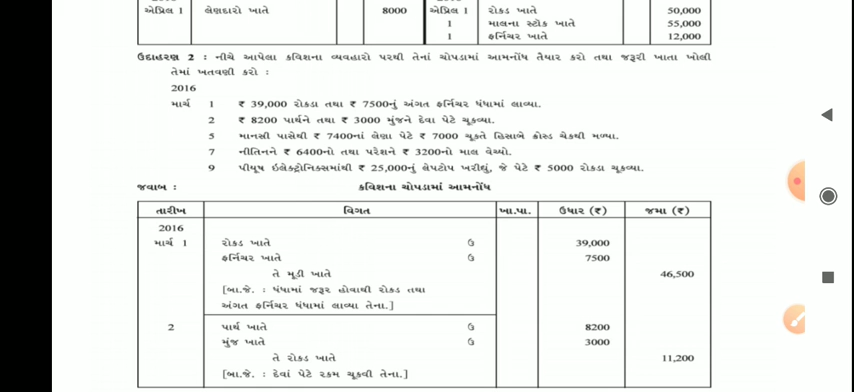 એપ્રિલ 1 લેણદારો ખાતે 8000 એપ્રિલ 1 રોકડ ખાતે 50,000
1 માલના સ્ટોક ખાતે 55,000
1 ફર્નિચર ખાતે 12,000
ઉદાહરણ 2 : નીચે આપેલા કવિશના વ્યવહારો પરથી તેનાં ચોપડામાં આમનોંધ તૈયાર કરો તથા જરૂરી ખાતા ખોલી
તેમાં ખતવણી કરો :
2016
માર્ચ 1 ₹ 39,000 રોકડા તથા ₹ 7500નું અંગત ફર્નિચર ધંધામાં લાવ્યા.
2 ₹ 8200 પાર્થને તથા ₹ 3000 મુંજને દેવા પેટે ચૂકવ્યા.
5 માનસી પાસેથી ₹ 7400નાં લેણા પેટે ₹ 7000 ચૂકતે હિસાબે ક્રોસ્ડ ચેકથી મળ્યા.
7 નીતિનને ₹ 6400નો તથા પરેશને ₹ 3200નો માલ વેચ્યો.
9 પીયૂષ ઇલેક્ટ્રોનિક્સમાંથી ₹ 25,000નું લેપટોપ ખરીદ્યું, જે પેટે ₹ 5000 રોકડા ચૂકવ્યા.
જવાબ : કવિશના ચોપડામાં આમનોંધ
તારીખ વિગત ખા.પા. ઉધાર (₹) જમા (₹)
2016
માર્ચ 1 રોકડ ખાતે ઉ 39,000
ફર્નિચર ખાતે ઉ 7500
તે મૂડી ખાતે 46,500
[બા.જે. : ધંધામાં જરૂર હોવાથી રોકડ તથા
અંગત ફર્નિચર ધંધામાં લાવ્યા તેના.]
2 પાર્થ ખાતે ઉ 8200
મુંજ ખાતે ઉ 3000
તે રોકડ ખાતે 11,200
[બા.જે. : દેવાં પેટે રકમ ચૂકવી તેના.]